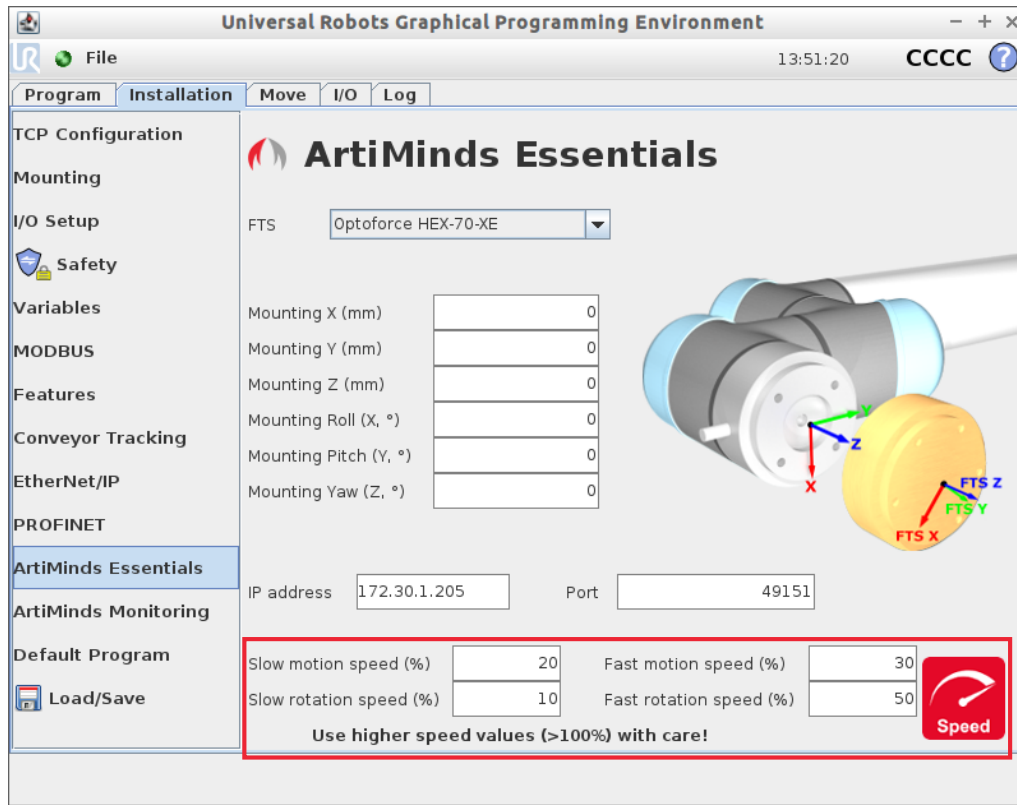 Universal Robots Graphical Programming Environment
File
13:51:20
CCCC
?
Program Installation Move I/O Log
TCP Configuration
Mounting
I/O Setup
Safety
Variables
MODBUS
Features
Conveyor Tracking
EtherNet/IP
PROFINET
ArtiMinds Essentials
ArtiMinds Monitoring
Default Program
Load/Save
ArtiMinds Essentials
FTS Optoforce HEX-70-XE
Mounting X (mm) 0
Mounting Y (mm) 0
Mounting Z (mm) 0
Mounting Roll (X, °) 0
Mounting Pitch (Y, °) 0
Mounting Yaw (Z, °) 0
Y
Z
X
FTS Z
FTS Y
FTS X
IP address 172.30.1.205 Port 49151
Slow motion speed (%) 20 Fast motion speed (%) 30
Slow rotation speed (%) 10 Fast rotation speed (%) 50
Speed
Use higher speed values (>100%) with care!